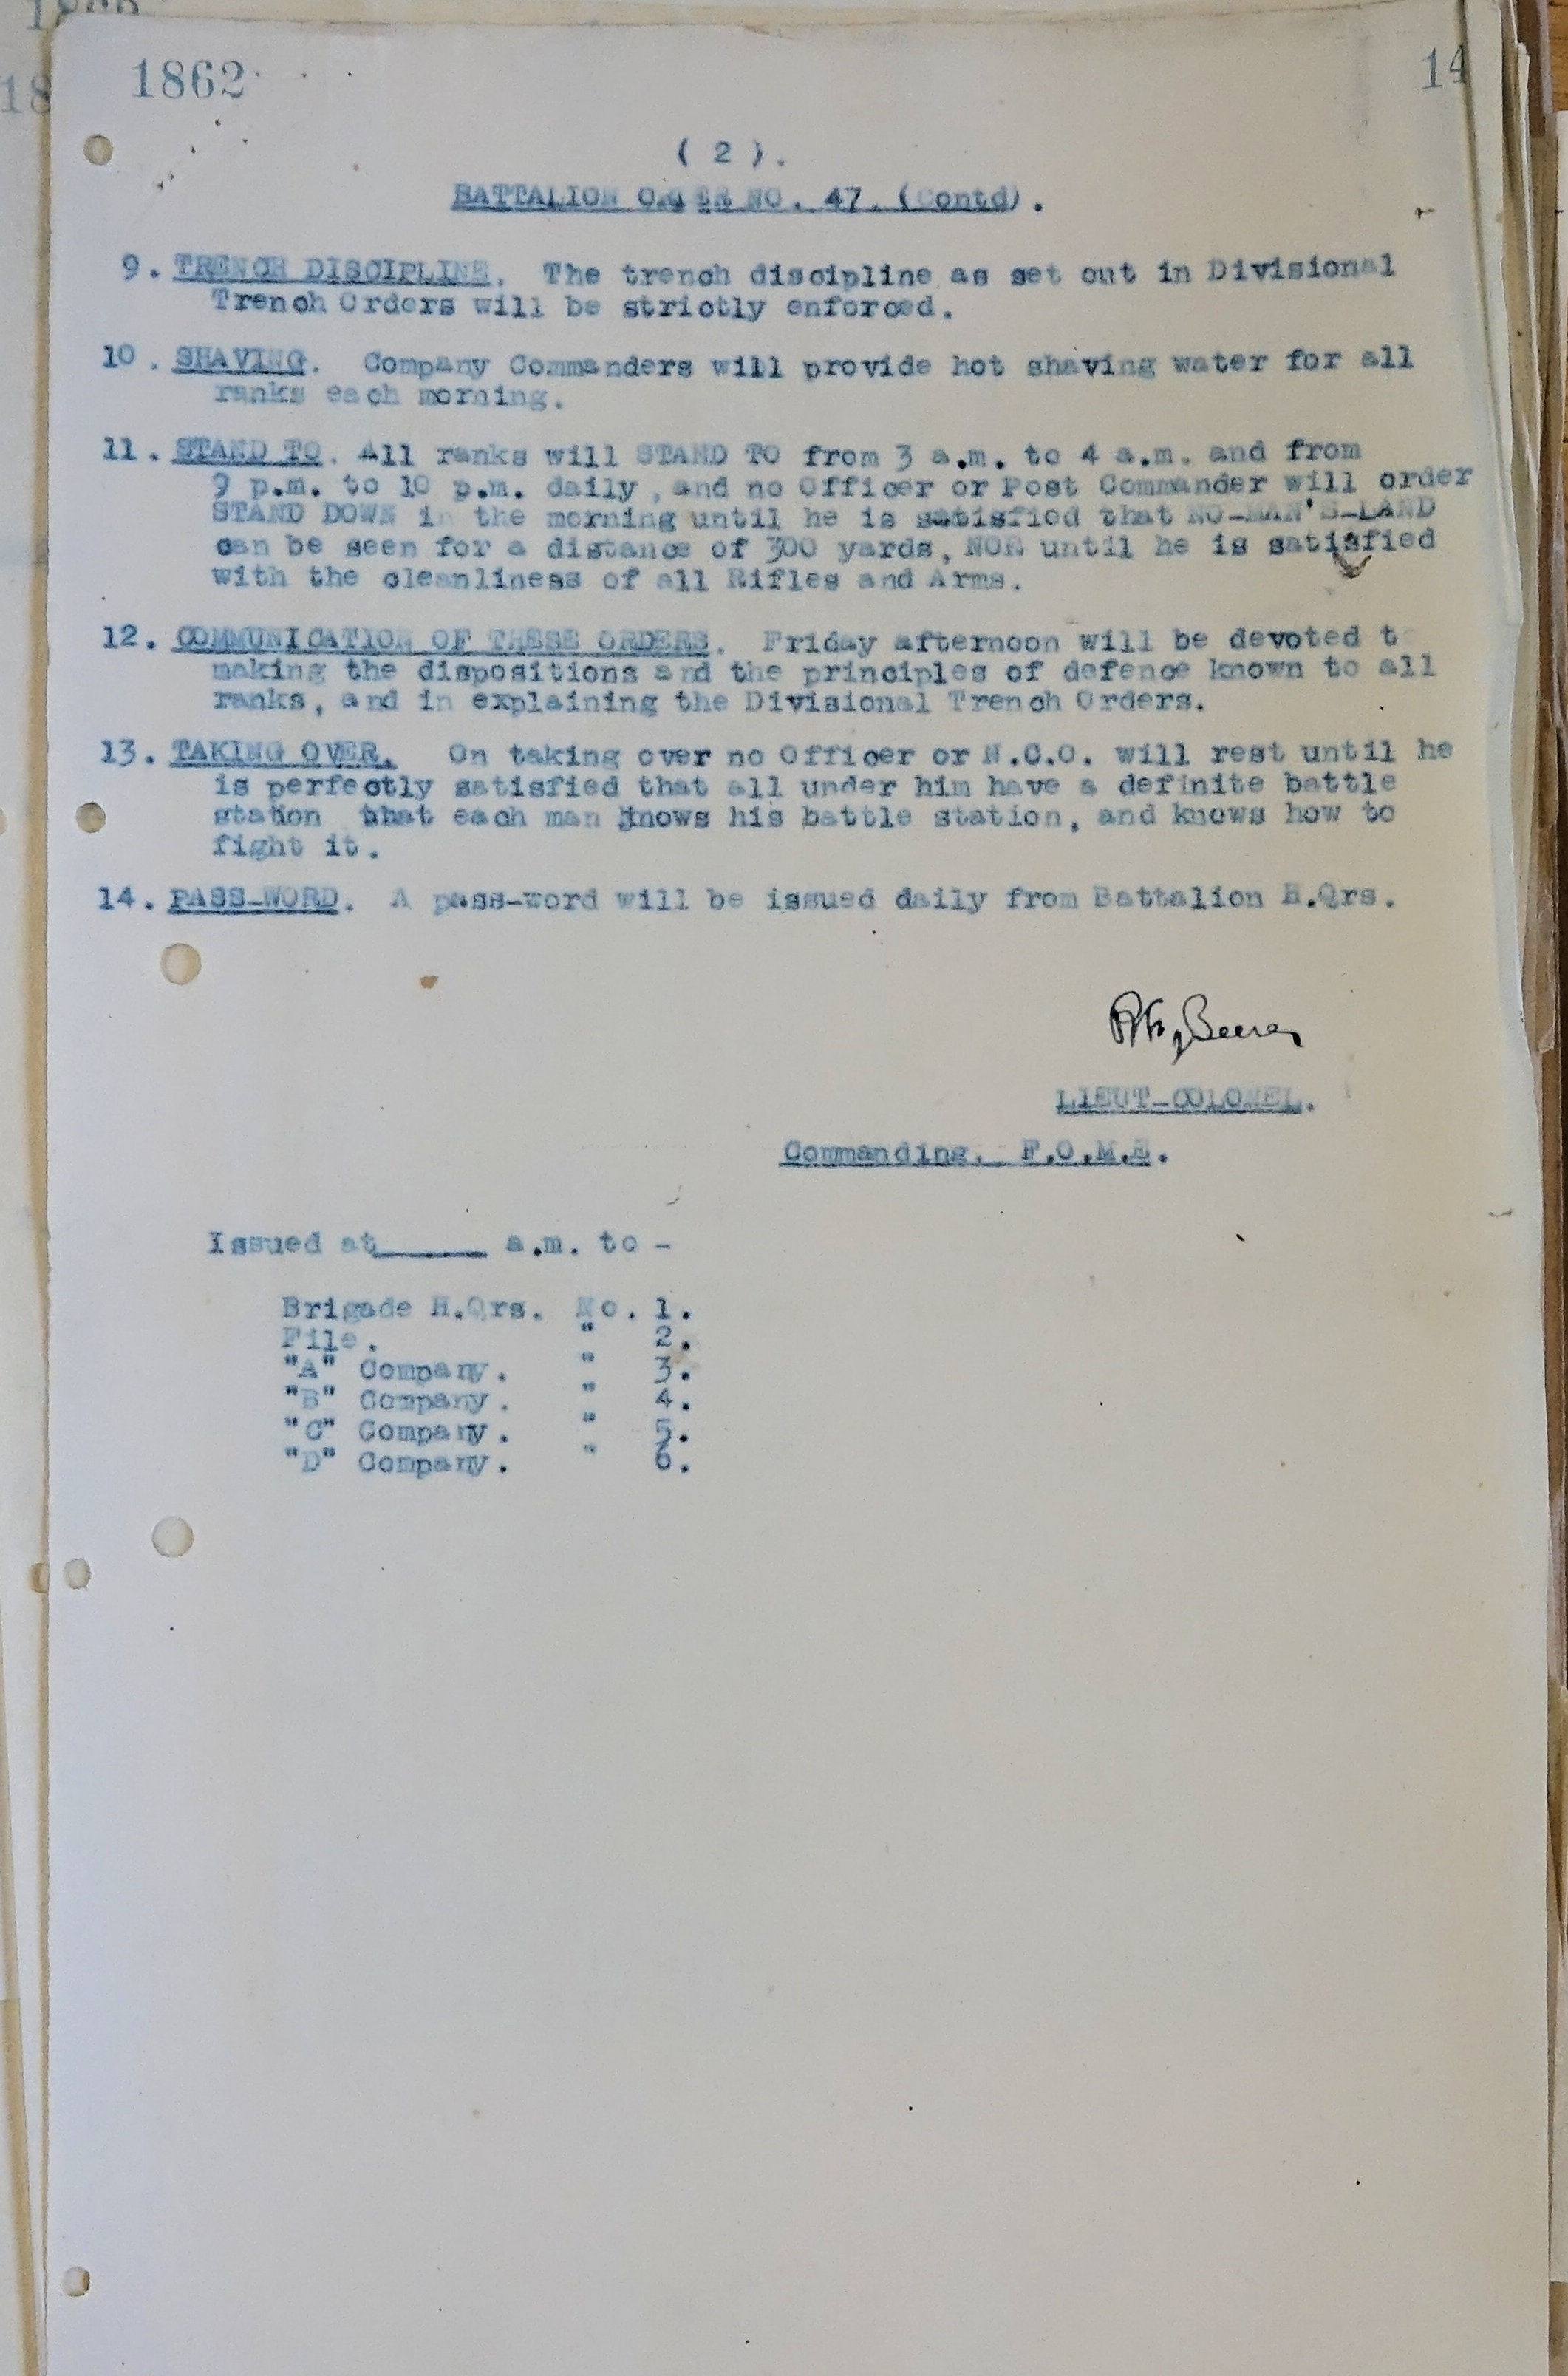 1862
14
( 2 ).
BATTALION ORDER NO. 47. (Contd).
9. TRENCH DISCIPLINE. The trench discipline as set out in Divisional
Trench Orders will be strictly enforced.
10. SHAVING. Company Commanders will provide hot shaving water for all
ranks each morning.
11. STAND TO. All ranks will STAND TO from 3 a.m. to 4 a.m. and from
9 p.m. to 10 p.m. daily, and no Officer or Post Commander will order
STAND DOWN in the morning until he is satisfied that NO-MAN'S-LAND
can be seen for a distance of 300 yards, NOR until he is satisfied
with the cleanliness of all Rifles and Arms.
12. COMMUNICATION OF THESE ORDERS. Friday afternoon will be devoted t
making the dispositions and the principles of defence known to all
ranks, and in explaining the Divisional Trench Orders.
13. TAKING OVER. On taking over no Officer or N.C.O. will rest until he
is perfectly satisfied that all under him have a definite battle
station that each man knows his battle station, and knows how to
fight it.
14. PASS-WORD. A pass-word will be issued daily from Battalion H.Qrs.
LIEUT-COLONEL.
Commanding. F.O.M.E.
Issued at______ a.m. to -
Brigade H.Qrs. No. 1.
File. " 2.
"A" Company. " 3.
"B" Company. " 4.
"C" Company. " 5.
"D" Company. " 6.